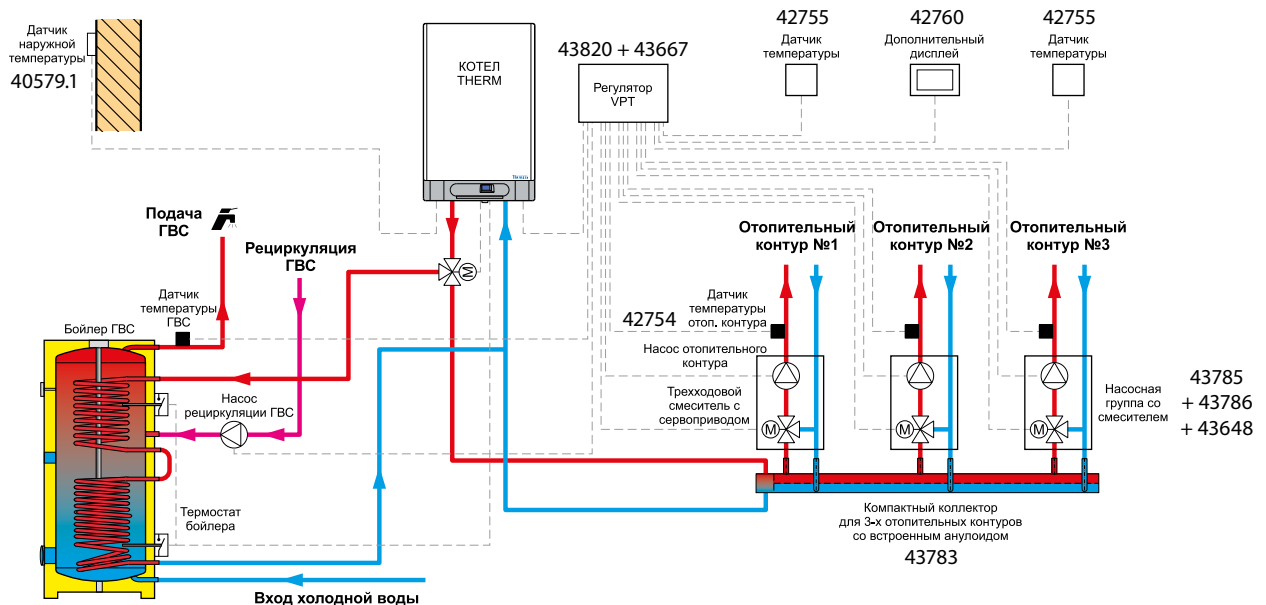 Датчик
наружной
температуры
40579.1
КОТЕЛ
THERM
43820 + 43667
Регулятор
VPT
42755
Датчик
температуры
42760
Дополнительный
дисплей
42755
Датчик
температуры
Подача
ГВС
Рециркуляция
ГВС
M
Отопительный
контур №1
Отопительный
контур №2
Отопительный
контур №3
Датчик
температуры
ГВС
Бойлер ГВС
42754
Датчик
температуры
отоп. контура
Насос отопительного
контура
Трехходовой
смеситель с
сервоприводом
M
M
M
Насосная
группа со
смесителем
43785
+ 43786
+ 43648
Насос
рециркуляции ГВС
Термостат
бойлера
Компактный коллектор
для 3-х отопительных контуров
со встроенным анулоидом
43783
Вход холодной воды